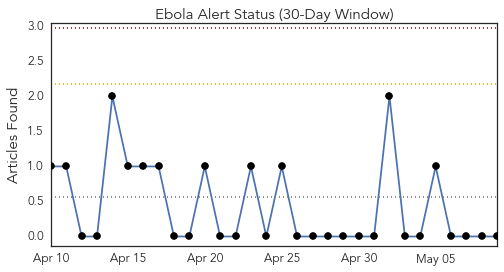 Ebola Alert Status (30-Day Window)
3.0
2.5
2.0
1.5
1.0
0.5
0.0
Articles Found
Apr 10 Apr 15 Apr 20 Apr 25 Apr 30 May 05